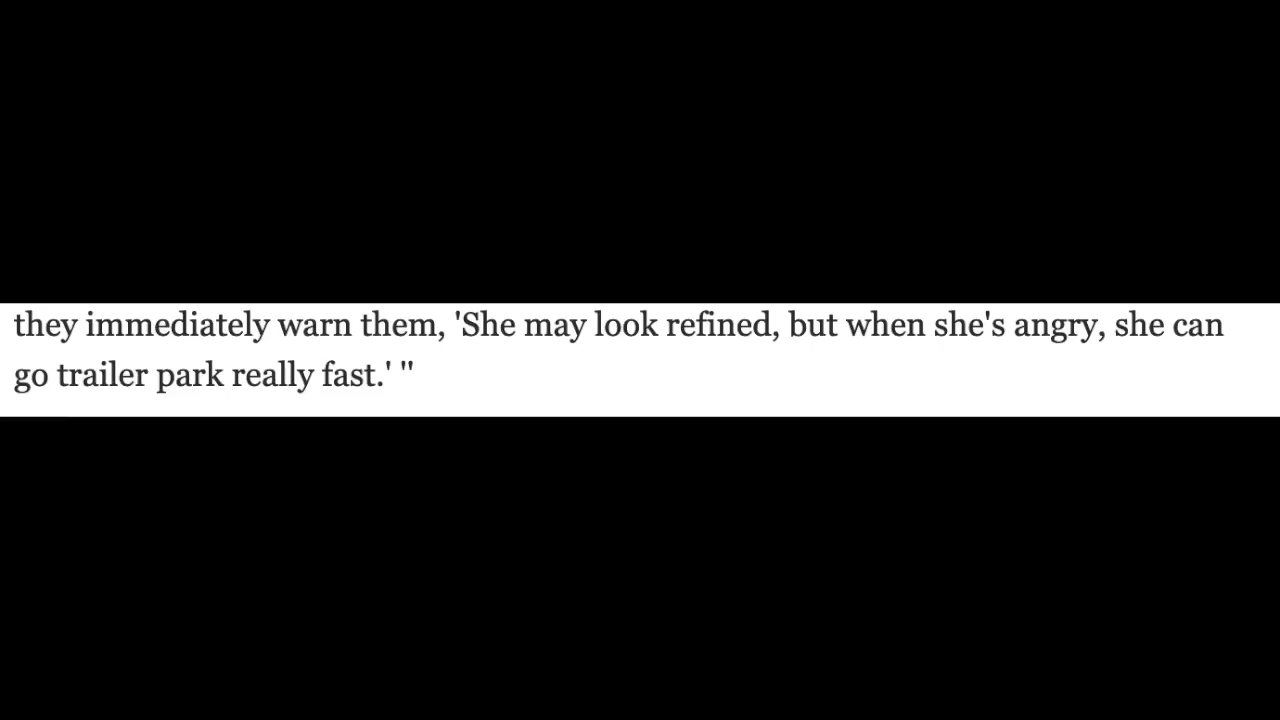 they immediately warn them, 'She may look refined, but when she's angry, she can
go trailer park really fast.' "